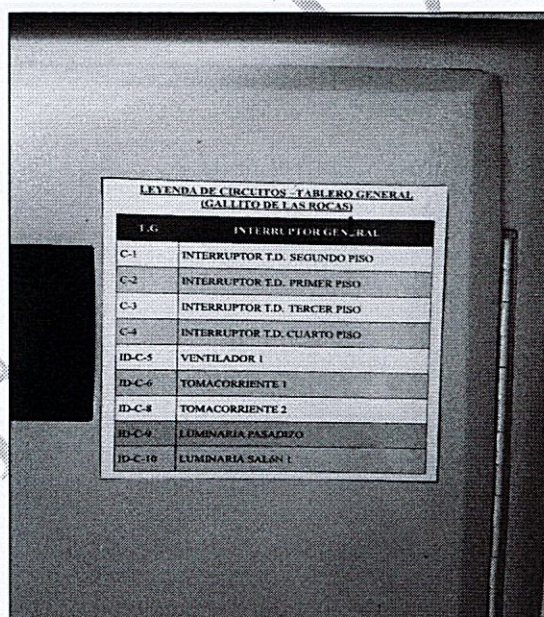 LEYENDA DE CIRCUITOS -TABLERO GENERAL
(GALLITO DE LAS ROCAS)
T.G INTERRUPTOR GENERAL
C-1 INTERRUPTOR T.D. SEGUNDO PISO
C-2 INTERRUPTOR T.D. PRIMER PISO
C-3 INTERRUPTOR T.D. TERCER PISO
C-4 INTERRUPTOR T.D. CUARTO PISO
ID-C-5 VENTILADOR 1
ID-C-6 TOMACORRIENTE 1
ID-C-8 TOMACORRIENTE 2
ID-C-9 LUMINARIA PASADIZO
ID-C-10 LUMINARIA SALóN 1